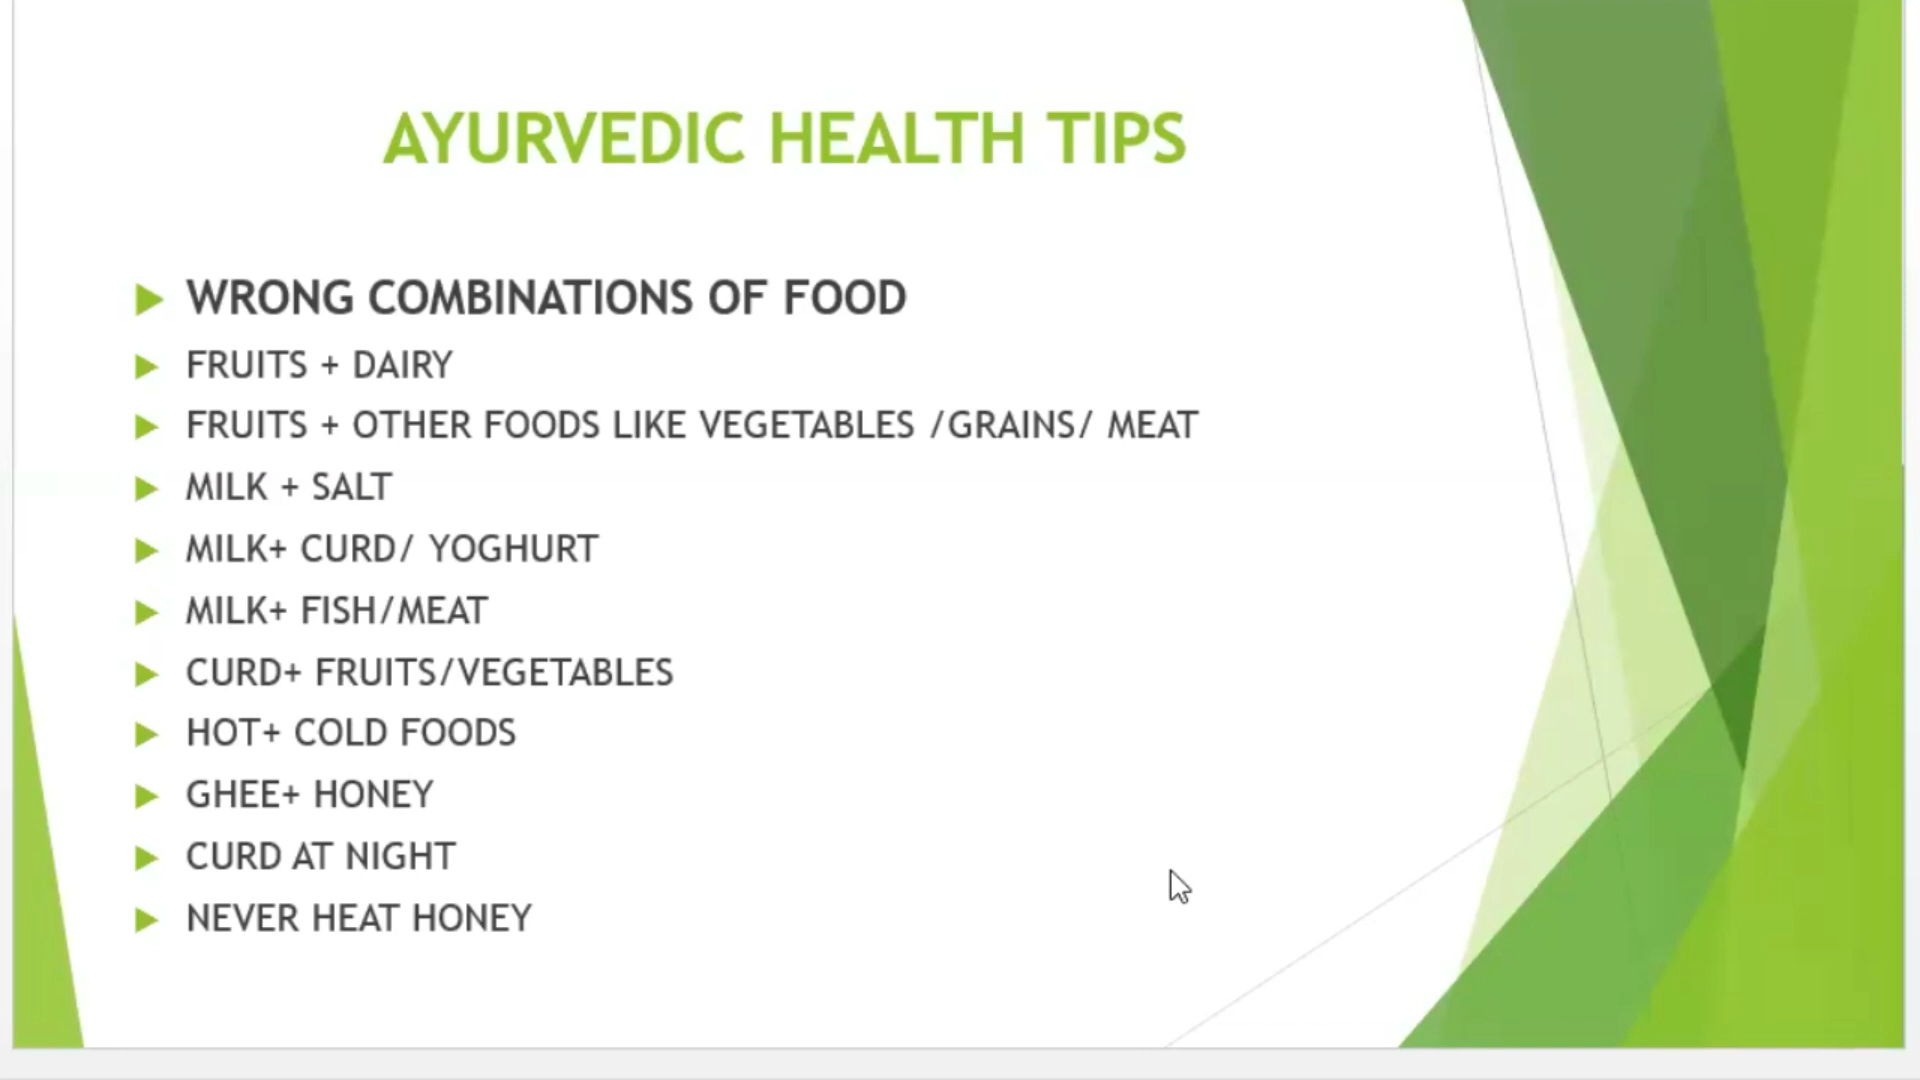 AYURVEDIC HEALTH TIPS
WRONG COMBINATIONS OF FOOD
FRUITS + DAIRY
FRUITS + OTHER FOODS LIKE VEGETABLES /GRAINS/ MEAT
MILK + SALT
MILK+ CURD/ YOGHURT
MILK+ FISH/MEAT
CURD+ FRUITS/VEGETABLES
HOT+ COLD FOODS
GHEE+ HONEY
CURD AT NIGHT
NEVER HEAT HONEY